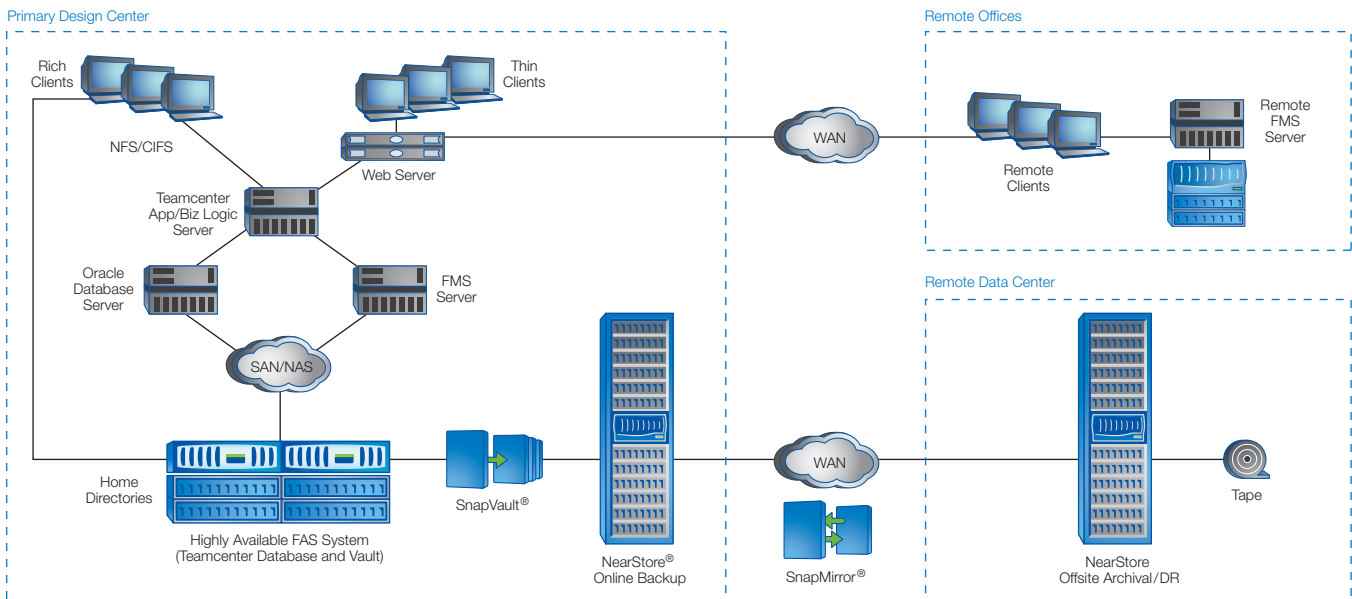 Primary Design Center
Remote Offices
Rich
Clients
Thin
Clients
NFS/CIFS
Web Server
WAN
Remote
Clients
Remote
FMS
Server
Teamcenter
App/Biz Logic
Server
Oracle
Database
Server
FMS
Server
SAN/NAS
Remote Data Center
Home
Directories
Highly Available FAS System
(Teamcenter Database and Vault)
SnapVault®
NearStore®
Online Backup
WAN
SnapMirror®
NearStore
Offsite Archival/DR
Tape